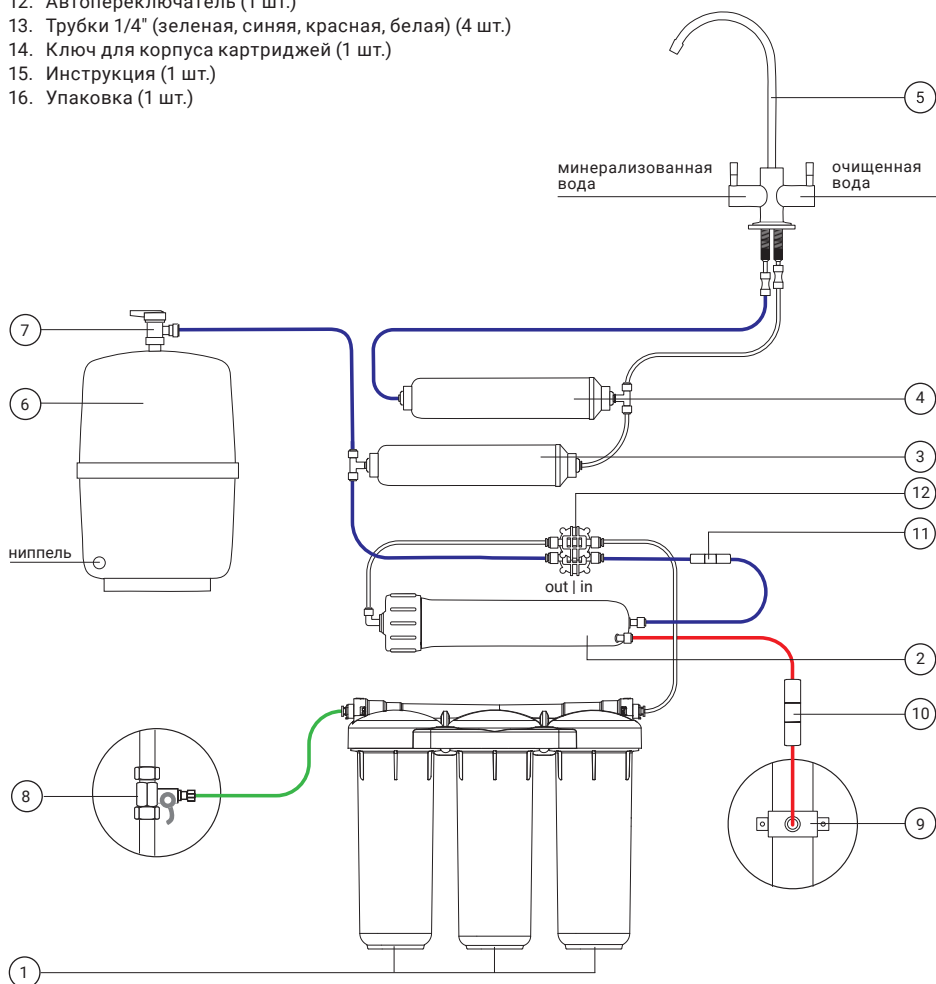 12. Автопереключатель (1 шт.)
13. Трубки 1/4" (зеленая, синяя, красная, белая) (4 шт.)
14. Ключ для корпуса картриджей (1 шт.)
15. Инструкция (1 шт.)
16. Упаковка (1 шт.)
5
минерализованная
вода
очищенная
вода
7
6
4
3
12
11
ниппель
out | in
2
10
8
9
1